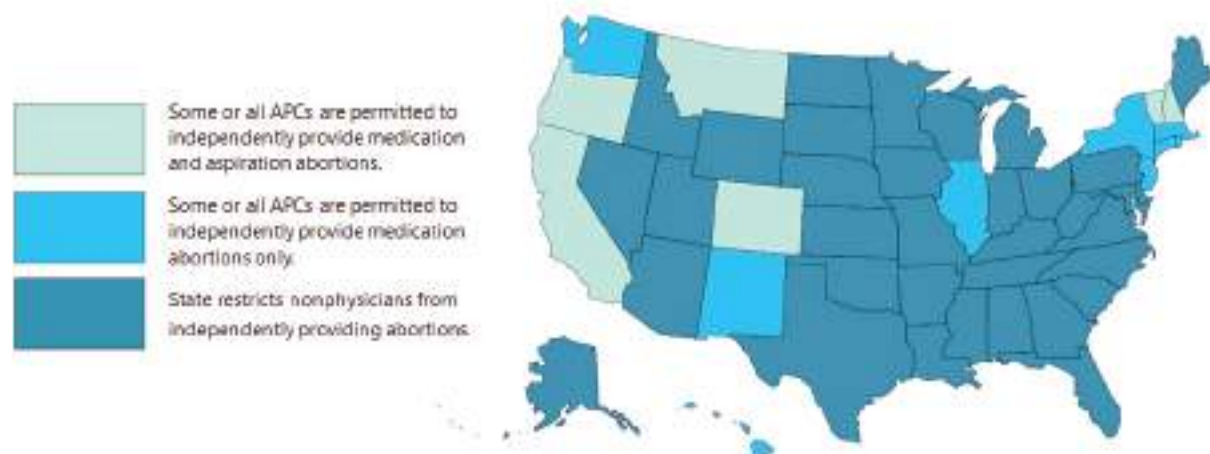 Some or all APCs are permitted to
independently provide medication
and aspiration abortions.
Some or all APCs are permitted to
independently provide medication
abortions only.
State restricts nonphysicians from
independently providing abortions.